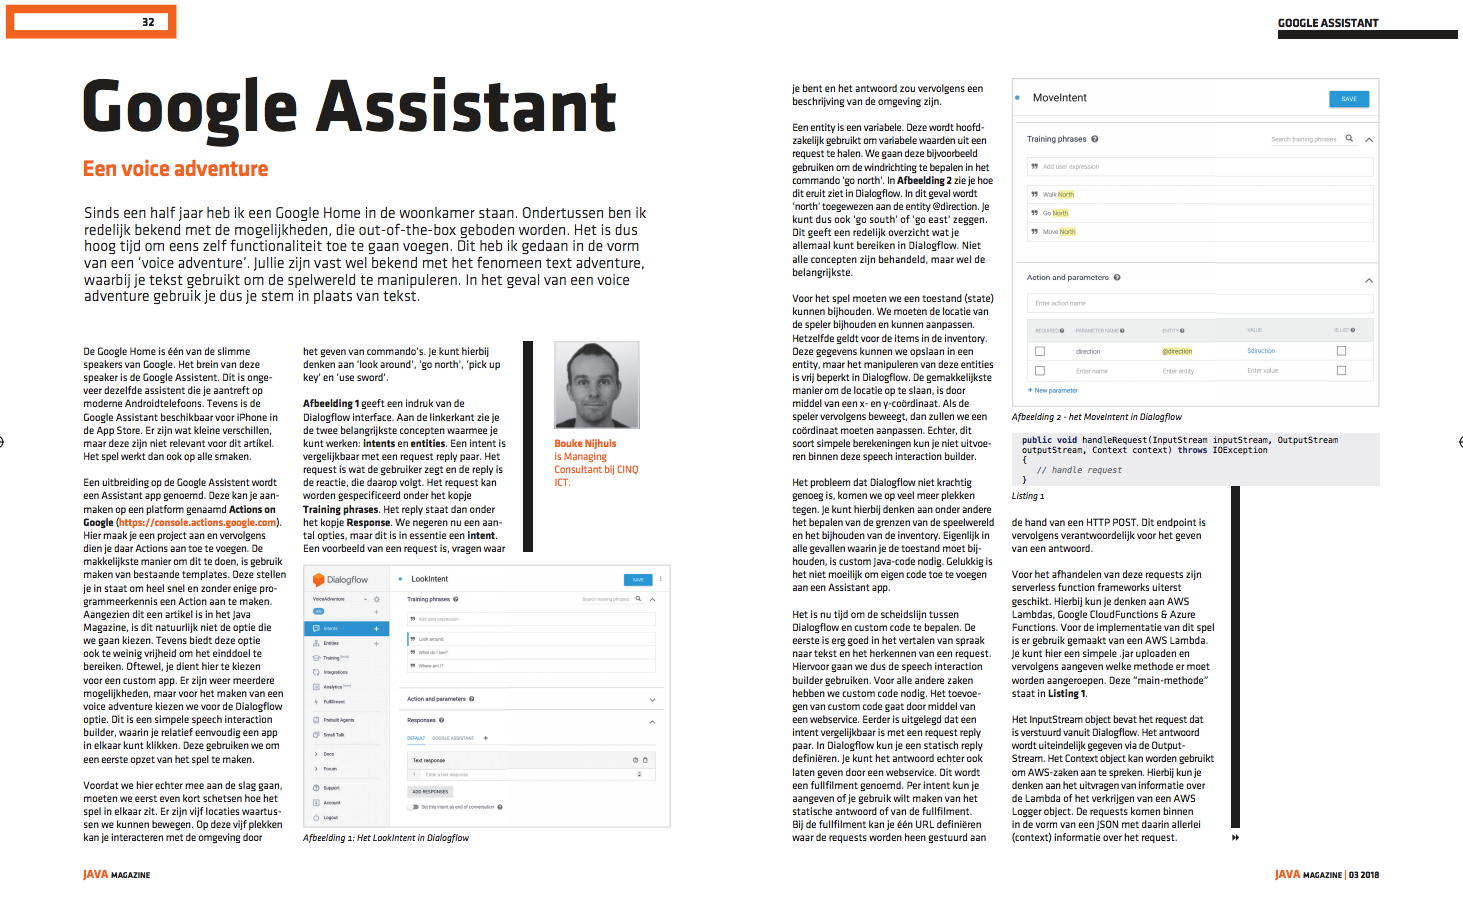 32
GOOGLE ASSISTANT
Google Assistant
Een voice adventure
Sinds een half jaar heb ik een Google Home in de woonkamer staan. Ondertussen ben ik
redelijk bekend met de mogelijkheden, die out-of-the-box geboden worden. Het is dus
hoog tijd om eens zelf functionaliteit toe te gaan voegen. Dit heb ik gedaan in de vorm
van een ‘voice adventure’. Jullie zijn vast wel bekend met het fenomeen text adventure,
waarbij je tekst gebruikt om de spelwereld te manipuleren. In het geval van een voice
adventure gebruik je dus je stem in plaats van tekst.
De Google Home is één van de slimme
speakers van Google. Het brein van deze
speaker is de Google Assistent. Dit is onge-
veer dezelfde assistent die je aantreft op
moderne Androidtelefoons. Tevens is de
Google Assistant beschikbaar voor iPhone in
de App Store. Er zijn wat kleine verschillen,
maar deze zijn niet relevant voor dit artikel.
Het spel werkt dan ook op alle smaken.
Een uitbreiding op de Google Assistent wordt
een Assistant app genoemd. Deze kan je aan-
maken op een platform genaamd Actions on
Google (https://console.actions.google.com).
Hier maak je een project aan en vervolgens
dien je daar Actions aan toe te voegen. De
makkelijkste manier om dit te doen, is gebruik
maken van bestaande templates. Deze stellen
je in staat om heel snel en zonder enige pro-
grammeerkennis een Action aan te maken.
Aangezien dit een artikel is in het Java
Magazine, is dit natuurlijk niet de optie die
we gaan kiezen. Tevens biedt deze optie
ook te weinig vrijheid om het einddoel te
bereiken. Oftewel, je dient hier te kiezen
voor een custom app. Er zijn weer meerdere
mogelijkheden, maar voor het maken van een
voice adventure kiezen we voor de Dialogflow
optie. Dit is een simpele speech interaction
builder, waarin je relatief eenvoudig een app
in elkaar kunt klikken. Deze gebruiken we om
een eerste opzet van het spel te maken.
Voordat we hier echter mee aan de slag gaan,
moeten we eerst even kort schetsen hoe het
spel in elkaar zit. Er zijn vijf locaties waartus-
sen we kunnen bewegen. Op deze vijf plekken
kan je interacteren met de omgeving door
het geven van commando’s. Je kunt hierbij
denken aan ‘look around’, ‘go north’, ‘pick up
key’ en ‘use sword’.
Afbeelding 1 geeft een indruk van de
Dialogflow interface. Aan de linkerkant zie je
de twee belangrijkste concepten waarmee je
kunt werken: intents en entities. Een intent is
vergelijkbaar met een request reply paar. Het
request is wat de gebruiker zegt en de reply is
de reactie, die daarop volgt. Het request kan
worden gespecificeerd onder het kopje
Training phrases. Het reply staat dan onder
het kopje Response. We negeren nu een aan-
tal opties, maar dit is in essentie een intent.
Een voorbeeld van een request is, vragen waar
Bouke Nijhuis
is Managing
Consultant bij CINQ
ICT.
Dialogflow
LookIntent
SAVE
VoiceAdventure
Training phrases
Search training phrases
en
Add user expression
Intents
Look around.
Entities
What do I see?
Training [beta]
Where am I?
Integrations
Analytics [new]
Action and parameters
Fulfillment
Responses
Prebuilt Agents
Small Talk
DEFAULT GOOGLE ASSISTANT +
Docs
Text response
Forum
1 Enter a text response
Support
ADD RESPONSES
Account
Set this intent as end of conversation
Logout
Afbeelding 1: Het LookIntent in Dialogflow
je bent en het antwoord zou vervolgens een
beschrijving van de omgeving zijn.
Een entity is een variabele. Deze wordt hoofd-
zakelijk gebruikt om variabele waarden uit een
request te halen. We gaan deze bijvoorbeeld
gebruiken om de windrichting te bepalen in het
commando ‘go north’. In Afbeelding 2 zie je hoe
dit eruit ziet in Dialogflow. In dit geval wordt
‘north’ toegewezen aan de entity @direction. Je
kunt dus ook ‘go south’ of ‘go east’ zeggen.
Dit geeft een redelijk overzicht wat je
allemaal kunt bereiken in Dialogflow. Niet
alle concepten zijn behandeld, maar wel de
belangrijkste.
Voor het spel moeten we een toestand (state)
kunnen bijhouden. We moeten de locatie van
de speler bijhouden en kunnen aanpassen.
Hetzelfde geldt voor de items in de inventory.
Deze gegevens kunnen we opslaan in een
entity, maar het manipuleren van deze entities
is vrij beperkt in Dialogflow. De gemakkelijkste
manier om de locatie op te slaan, is door
middel van een x- en y-coördinaat. Als de
speler vervolgens beweegt, dan zullen we een
coördinaat moeten aanpassen. Echter, dit
soort simpele berekeningen kun je niet uitvoe-
ren binnen deze speech interaction builder.
Het probleem dat Dialogflow niet krachtig
genoeg is, komen we op veel meer plekken
tegen. Je kunt hierbij denken aan onder andere
het bepalen van de grenzen van de speelwereld
en het bijhouden van de inventory. Eigenlijk in
alle gevallen waarin je de toestand moet bij-
houden, is custom Java-code nodig. Gelukkig is
het niet moeilijk om eigen code toe te voegen
aan een Assistant app.
Het is nu tijd om de scheidslijn tussen
Dialogflow en custom code te bepalen. De
eerste is erg goed in het vertalen van spraak
naar tekst en het herkennen van een request.
Hiervoor gaan we dus de speech interaction
builder gebruiken. Voor alle andere zaken
hebben we custom code nodig. Het toevoe-
gen van custom code gaat door middel van
een webservice. Eerder is uitgelegd dat een
intent vergelijkbaar is met een request reply
paar. In Dialogflow kun je een statisch reply
definiëren. Je kunt het antwoord echter ook
laten geven door een webservice. Dit wordt
een fullfilment genoemd. Per intent kun je
aangeven of je gebruik wilt maken van het
statische antwoord of van de fullfilment.
Bij de fullfilment kan je één URL definiëren
waar de requests worden heen gestuurd aan
MoveIntent
SAVE
Training phrases
Search training phrases
Add user expression
Walk North
Go North
Move North
Action and parameters
Enter action name
REQUIRED PARAMETER NAME ENTITY VALUE IS LIST
direction @direction $direction
Enter name Enter entity Enter value
+ New parameter
Afbeelding 2 - het MoveIntent in Dialogflow
public void handleRequest(InputStream inputStream, OutputStream
outputStream, Context context) throws IOException
{
// handle request
}
Listing 1
de hand van een HTTP POST. Dit endpoint is
vervolgens verantwoordelijk voor het geven
van een antwoord.
Voor het afhandelen van deze requests zijn
serverless function frameworks uiterst
geschikt. Hierbij kun je denken aan AWS
Lambdas, Google CloudFunctions & Azure
Functions. Voor de implementatie van dit spel
is er gebruik gemaakt van een AWS Lambda.
Je kunt hier een simpele .jar uploaden en
vervolgens aangeven welke methode er moet
worden aangeroepen. Deze “main-methode”
staat in Listing 1.
Het InputStream object bevat het request dat
is verstuurd vanuit Dialogflow. Het antwoord
wordt uiteindelijk gegeven via de Output-
Stream. Het Context object kan worden gebruikt
om AWS-zaken aan te spreken. Hierbij kun je
denken aan het uitvragen van informatie over
de Lambda of het verkrijgen van een AWS
Logger object. De requests komen binnen
in de vorm van een JSON met daarin allerlei
(context) informatie over het request.
JAVA MAGAZINE
JAVA MAGAZINE | 03 2018